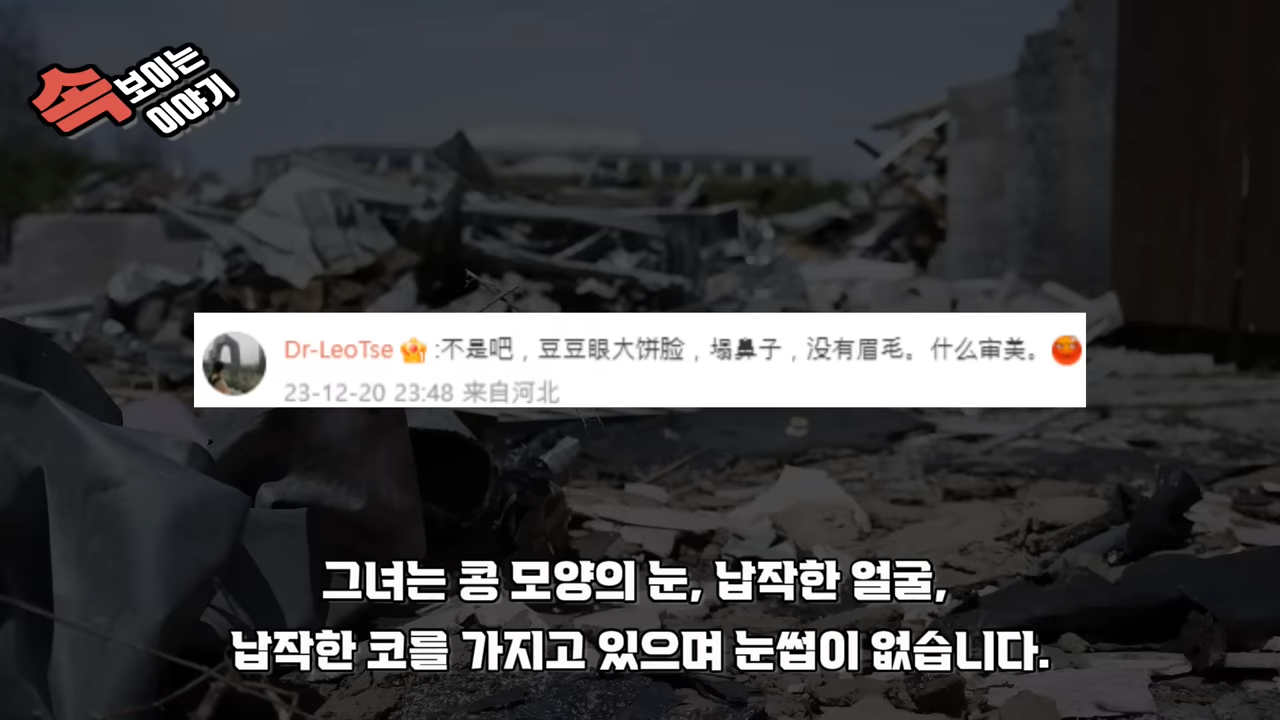 속
보이는
이야기
Dr-LeoTse :不是吧，豆豆眼大饼脸，塌鼻子，没有眉毛。什么审美。
23-12-20 23:48 来自河北
그녀는 콩 모양의 눈, 납작한 얼굴,
납작한 코를 가지고 있으며 눈썹이 없습니다.